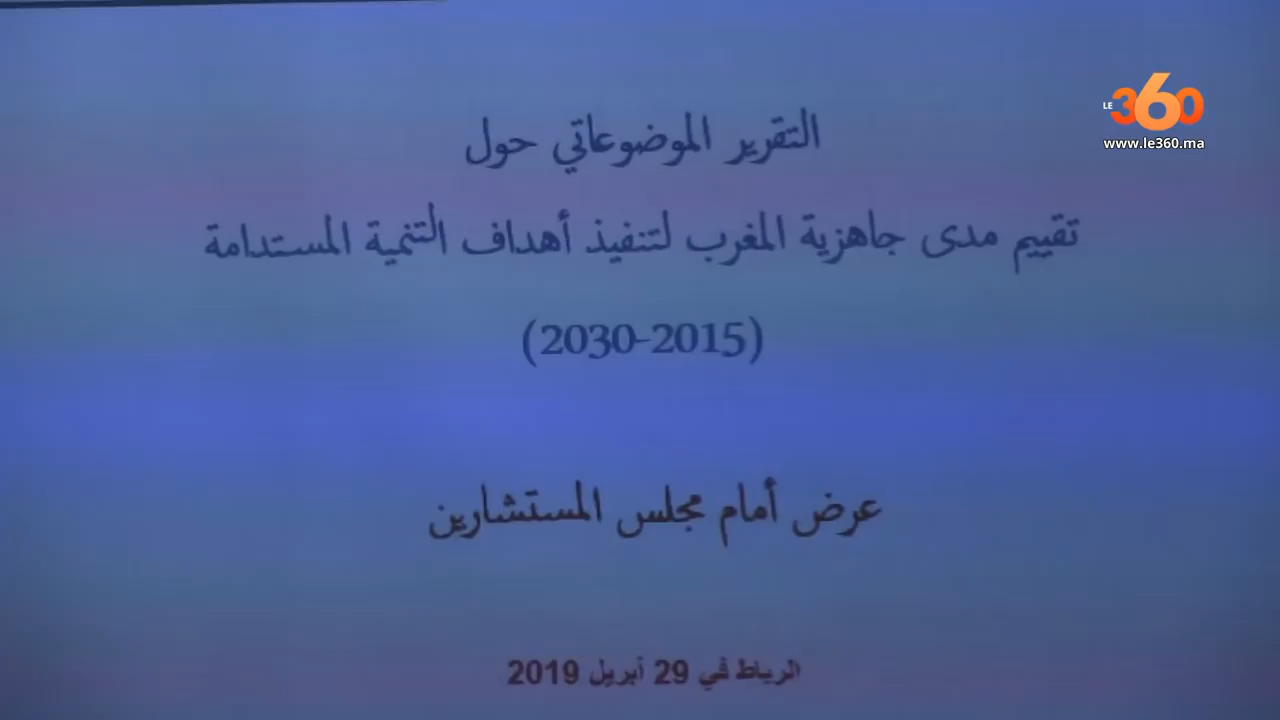 LE 360
www.le360.ma
التقرير الموضوعاتي حول
تقييم مدى جاهزية المغرب لتنفيذ أهداف التنمية المستدامة
(2015-2030)
عرض أمام مجلس المستشارين
الرباط في 29 أبريل 2019